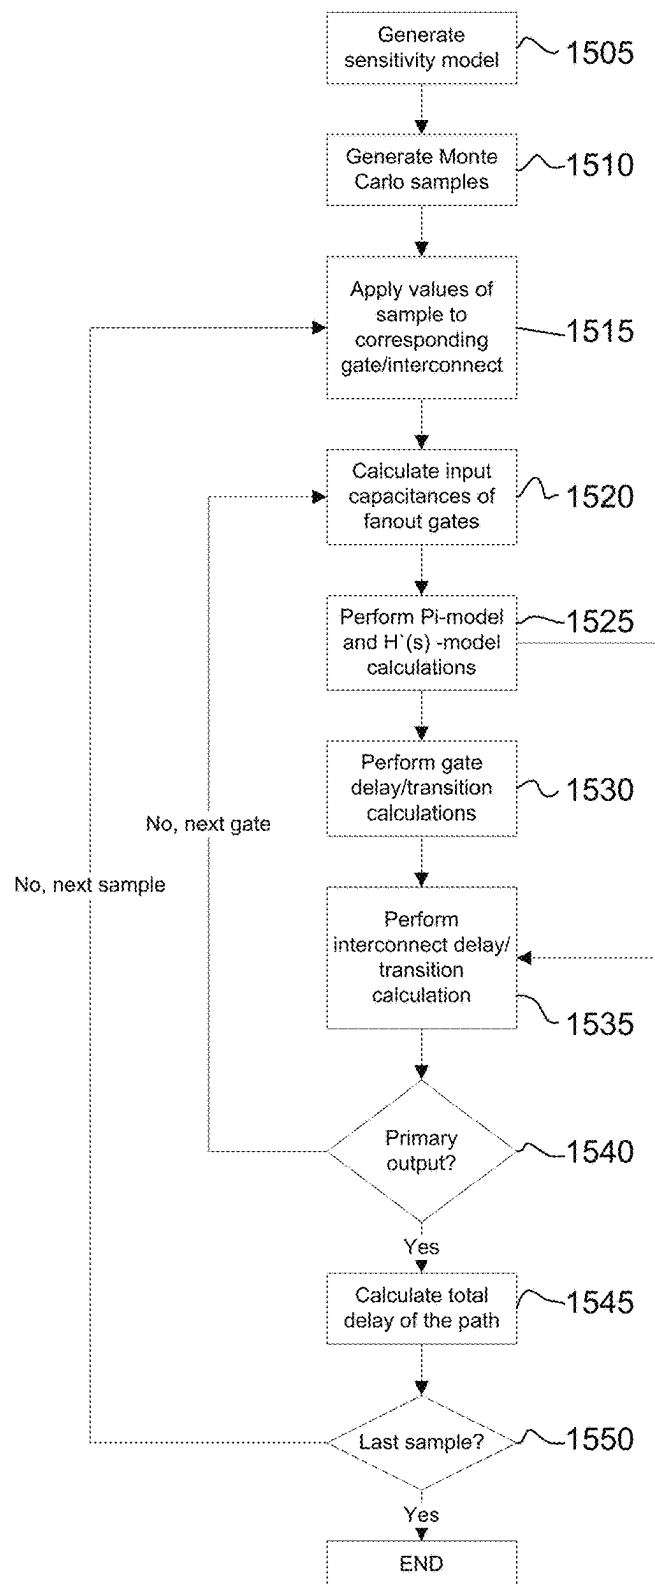 Generate
sensitivity model
1505
Generate Monte
Carlo samples
1510
Apply values of
sample to
corresponding
gate/interconnect
1515
Calculate input
capacitances of
fanout gates
1520
Perform Pi-model
and H`(s) -model
calculations
1525
Perform gate
delay/transition
calculations
1530
No, next gate
No, next sample
Perform
interconnect delay/
transition
calculation
1535
Primary
output?
1540
Yes
Calculate total
delay of the path
1545
Last sample?
1550
Yes
END